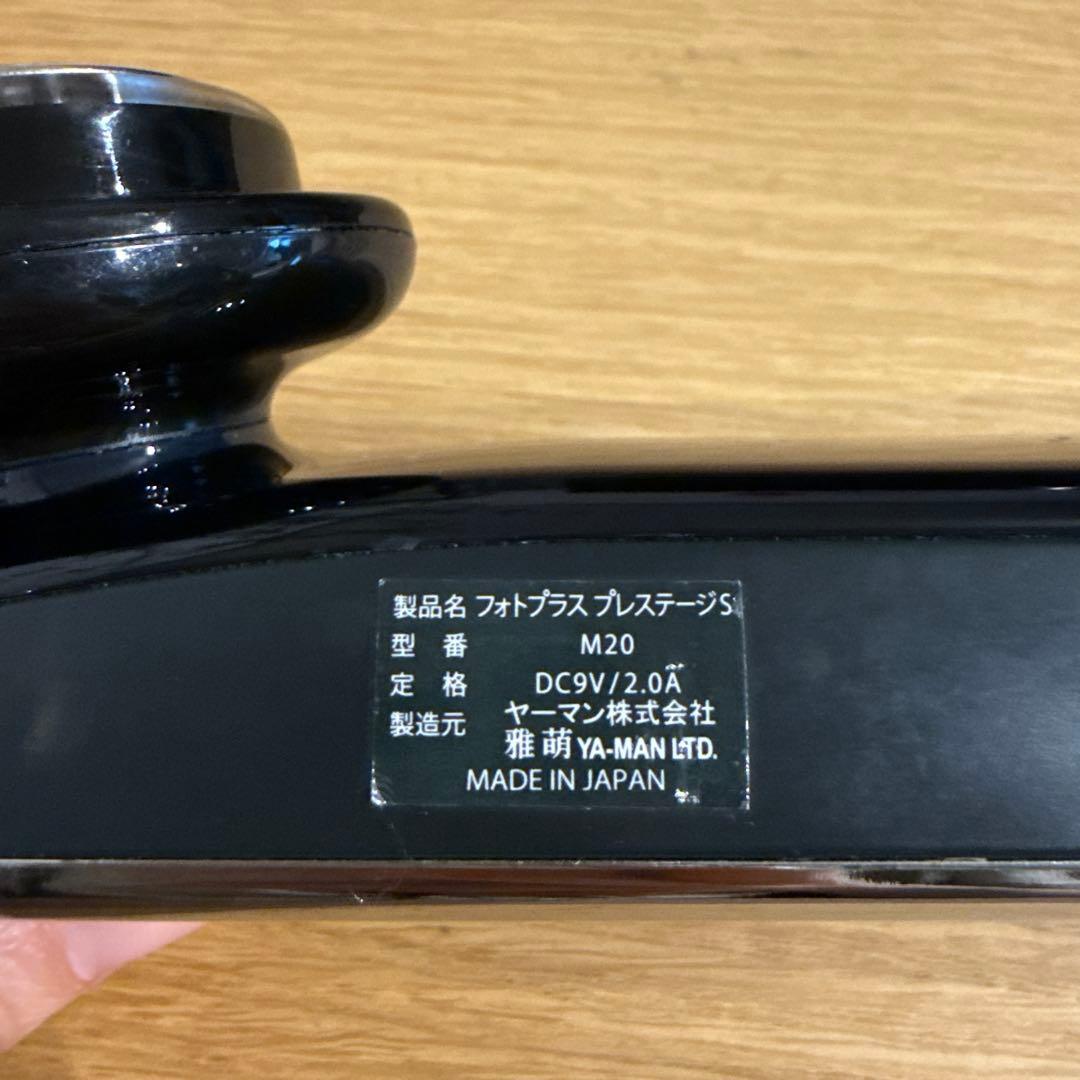 製品名 フォトプラス プレステージS
型 番 M20
定 格 DC9V/2.0A
製造元 ヤーマン株式会社
雅萌 YA-MAN LTD.
MADE IN JAPAN